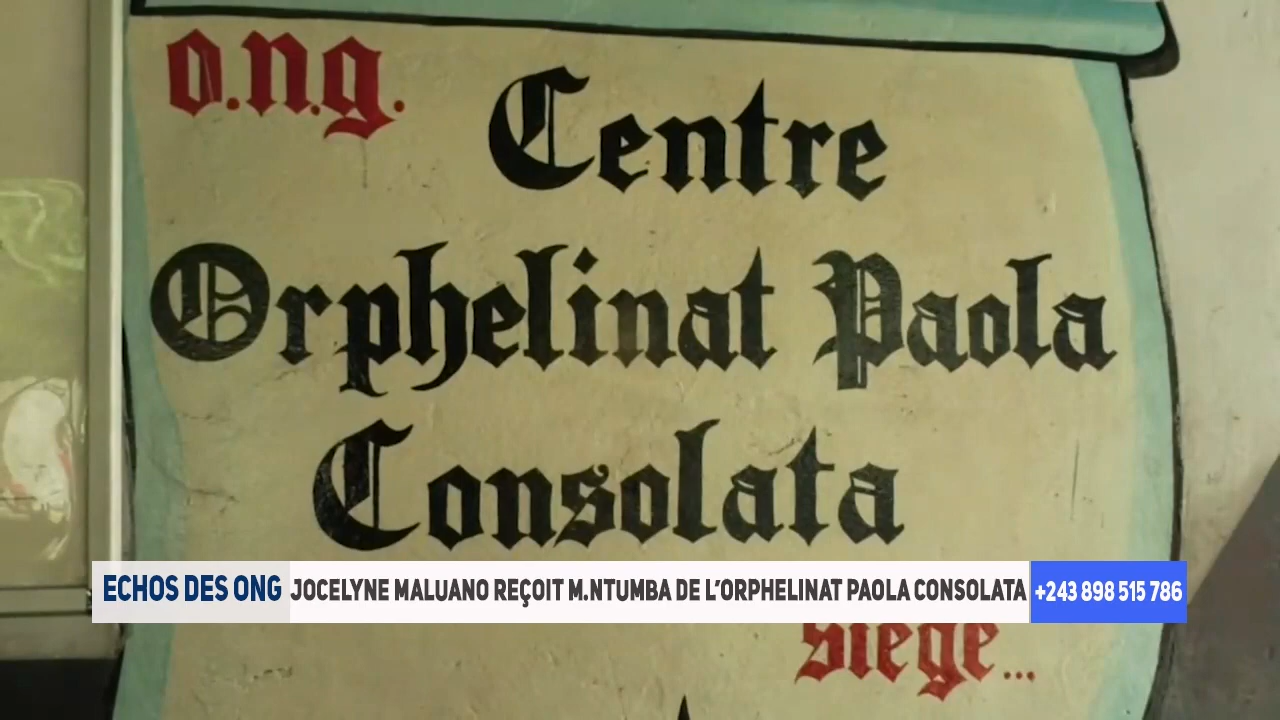 o.n.g.
Centre
Orphelinat Paola
Consolata
ECHOS DES ONG JOCELYNE MALUANO REÇOIT M.NTUMBA DE L'ORPHELINAT PAOLA CONSOLATA +243 898 515 786
Siège...